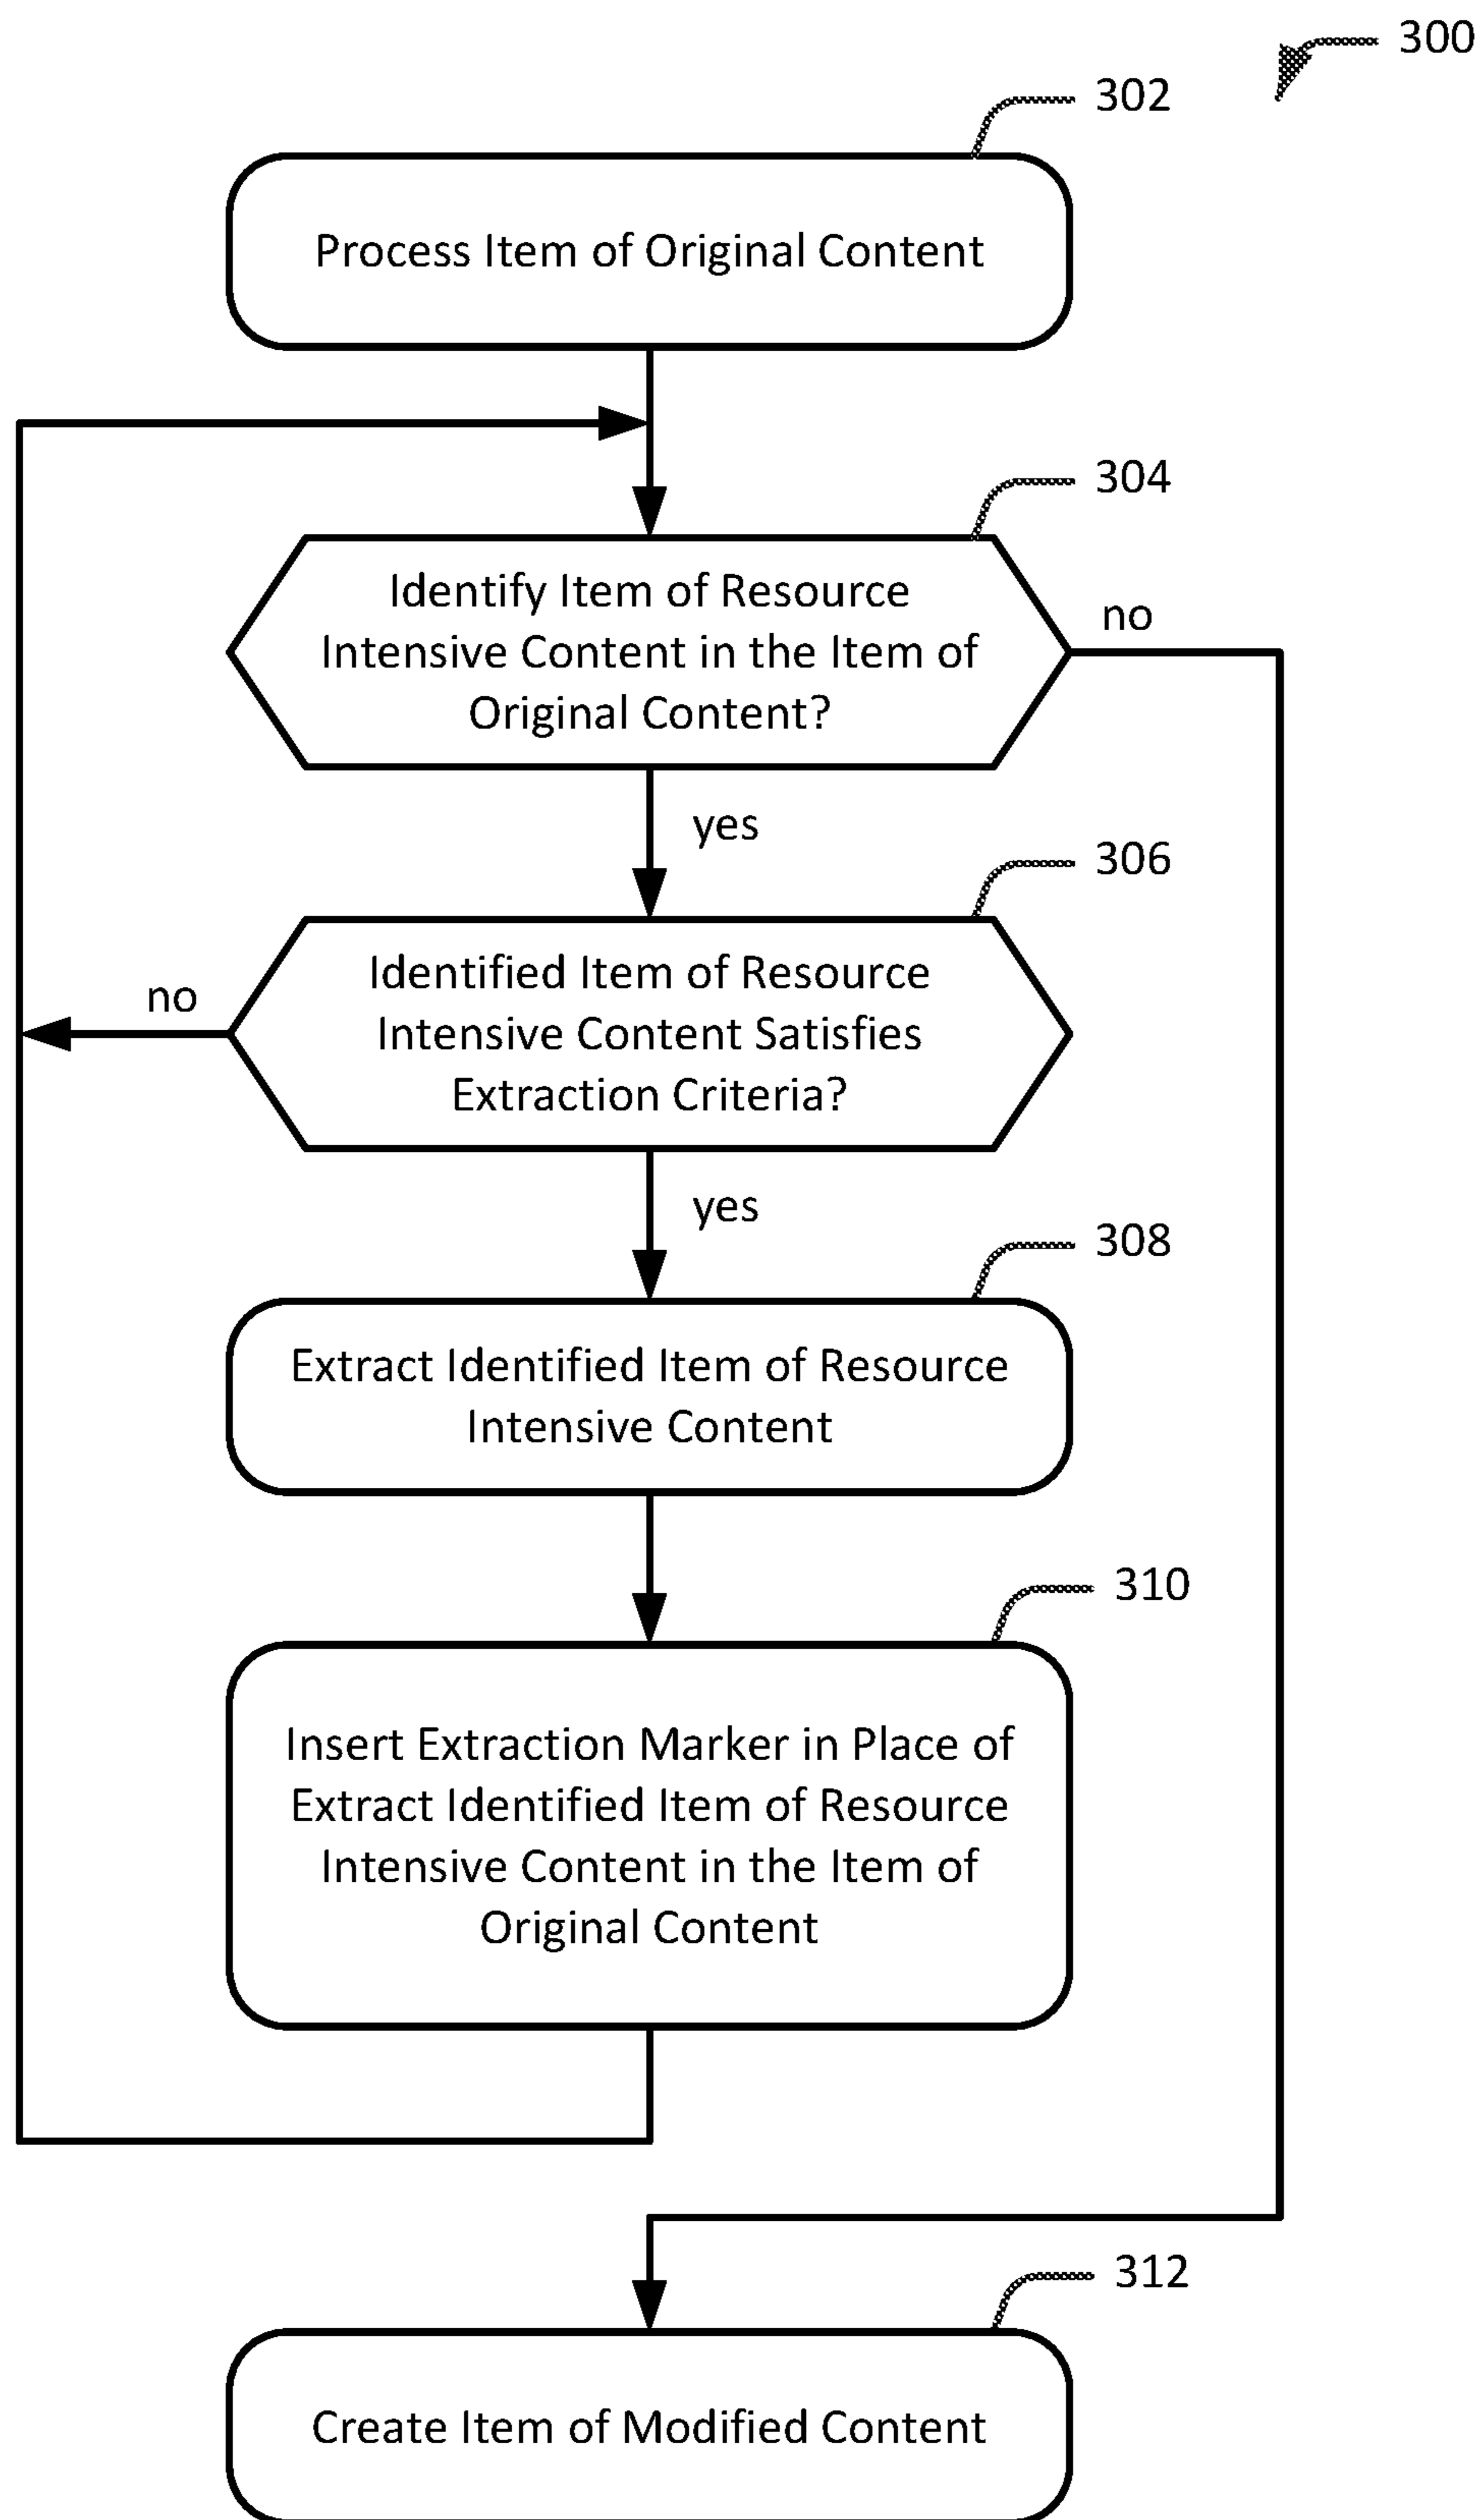 300
302
Process Item of Original Content
304
Identify Item of Resource
Intensive Content in the Item of
Original Content?
no
yes
306
Identified Item of Resource
Intensive Content Satisfies
Extraction Criteria?
no
yes
308
Extract Identified Item of Resource
Intensive Content
310
Insert Extraction Marker in Place of
Extract Identified Item of Resource
Intensive Content in the Item of
Original Content
312
Create Item of Modified Content